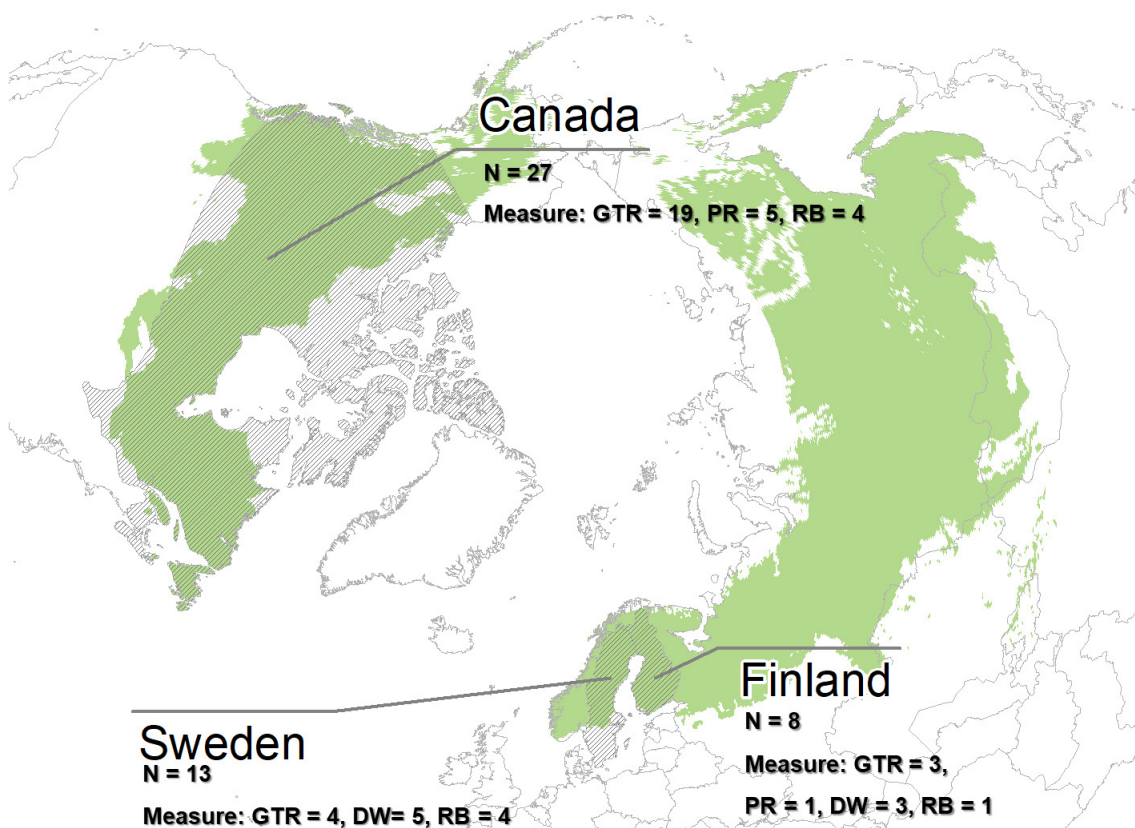 Canada
N = 27
Measure: GTR = 19, PR = 5, RB = 4
Finland
N = 8
Measure: GTR = 3,
PR = 1, DW = 3, RB = 1
Sweden
N = 13
Measure: GTR = 4, DW= 5, RB = 4